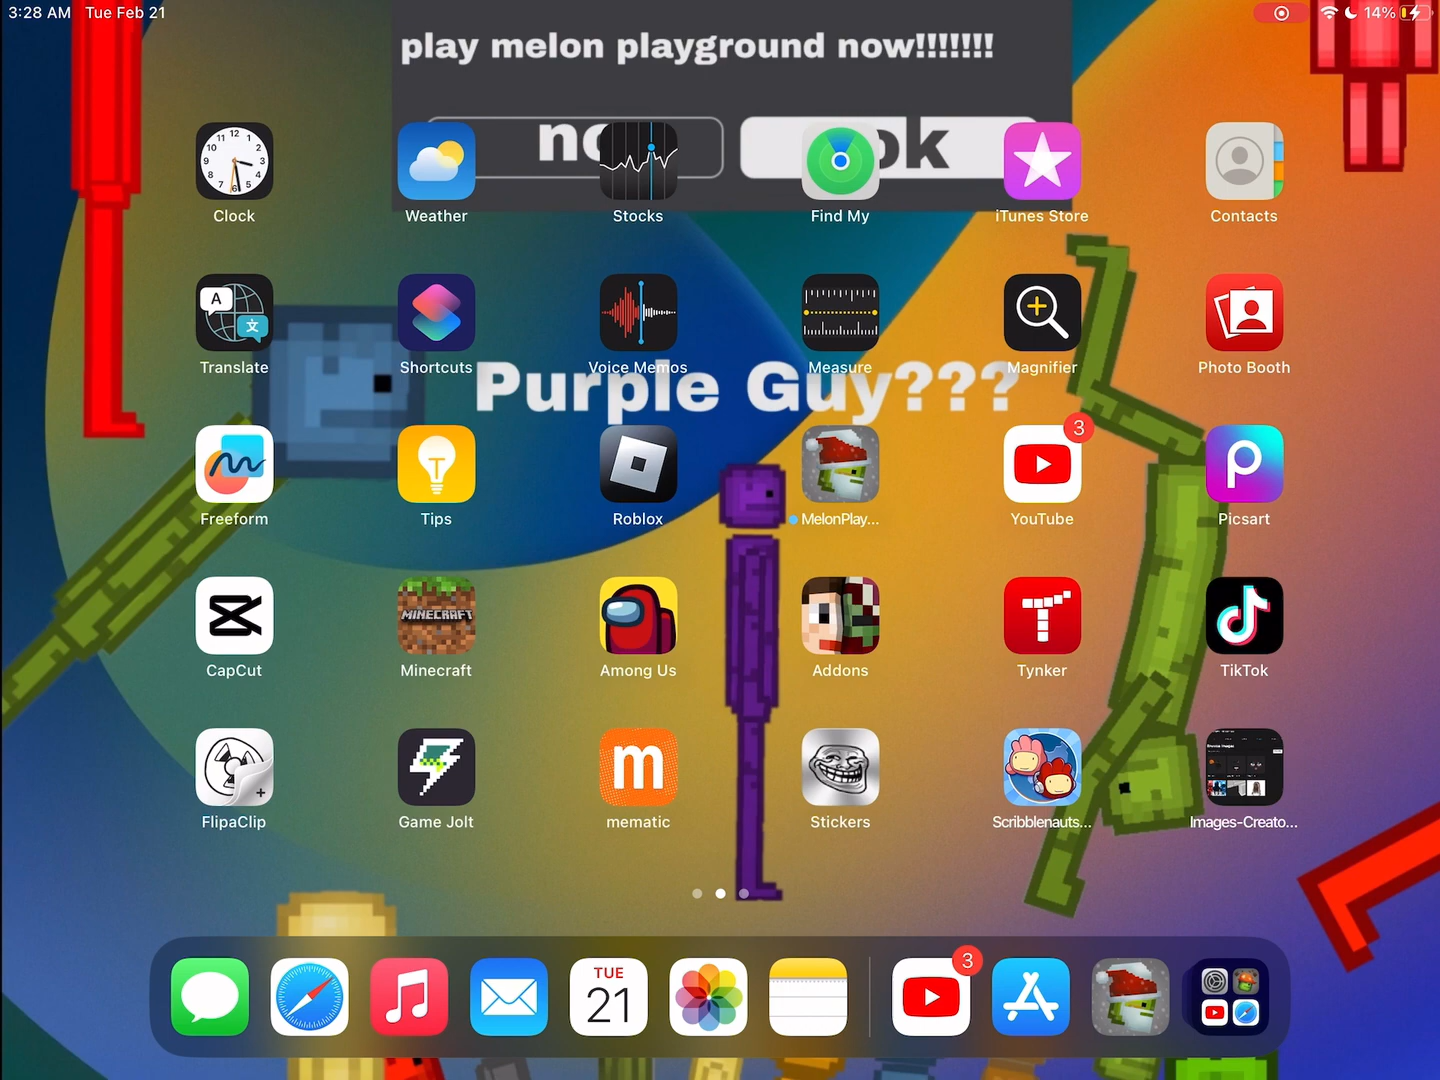 3:28 AM Tue Feb 21
14%
play melon playground now!!!!!!!
no
ok
Clock
Weather
Stocks
Find My
iTunes Store
Contacts
Translate
Shortcuts
Voice Memos
Measure
Magnifier
Photo Booth
Purple Guy???
3
Freeform
Tips
Roblox
MelonPlay...
YouTube
Picsart
MINECRAFT
CapCut
Minecraft
Among Us
Addons
Tynker
TikTok
FlipaClip
Game Jolt
mematic
Stickers
Scribblenauts...
Images-Creato...
TUE
21
3